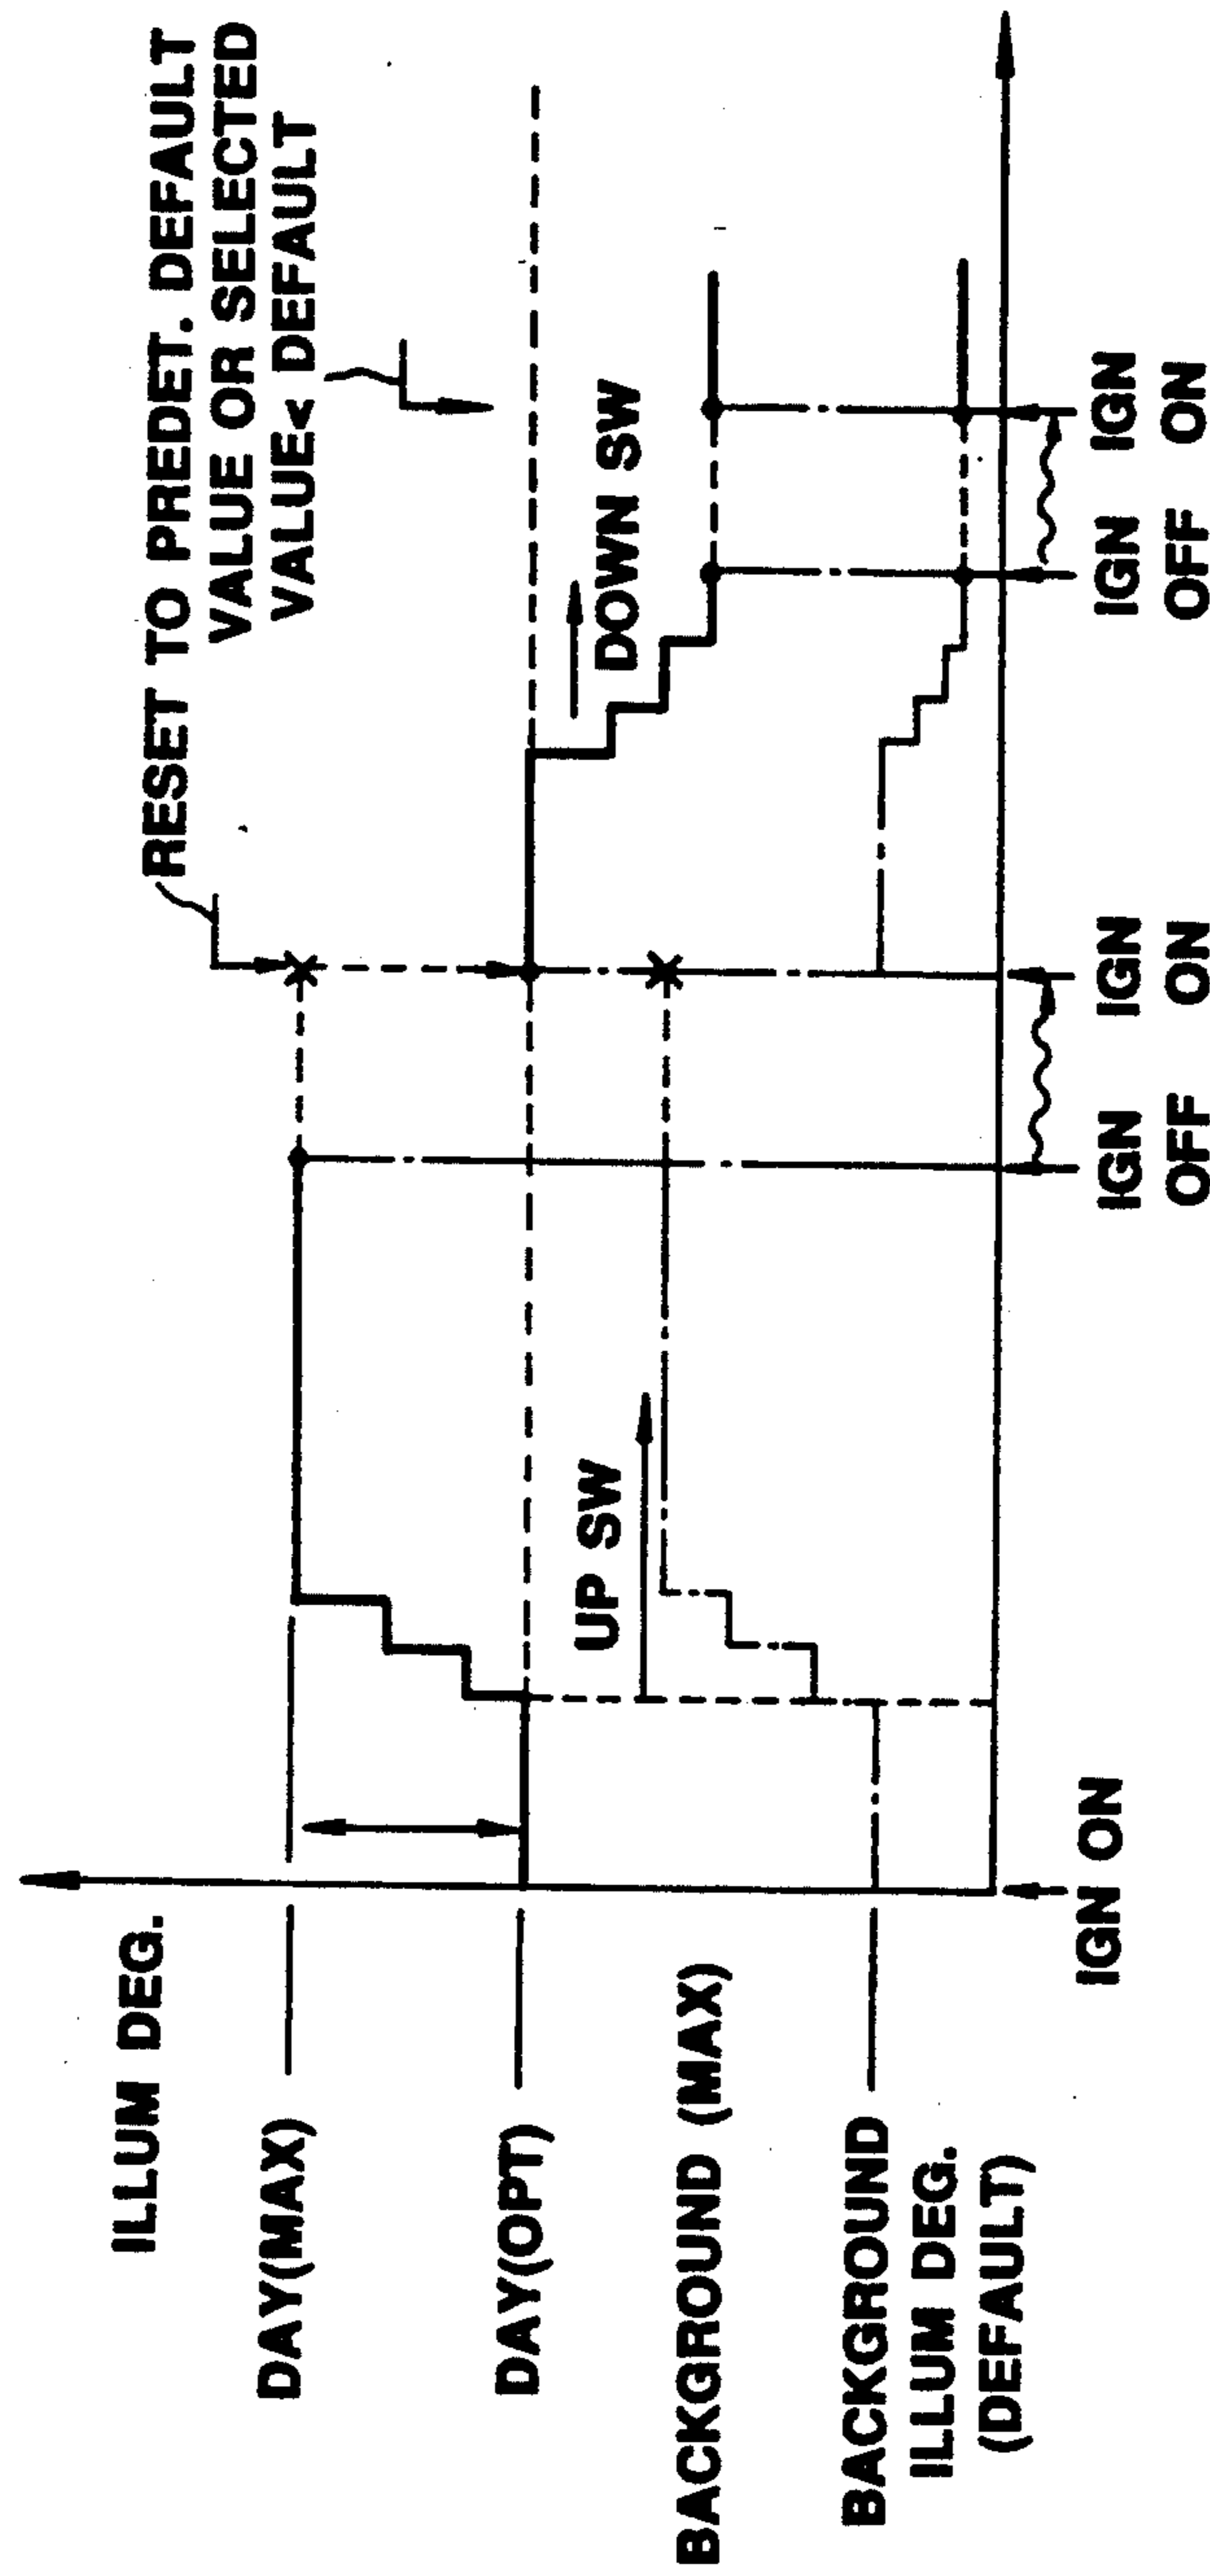 RESET TO PREDET. DEFAULT
VALUE OR SELECTED
VALUE< DEFAULT
ILLUM DEG.
DAY(MAX)
DAY(OPT)
BACKGROUND (MAX)
BACKGROUND
ILLUM DEG.
(DEFAULT)
UP SW
DOWN SW
IGN ON
IGN
OFF
IGN
ON
IGN
OFF
IGN
ON